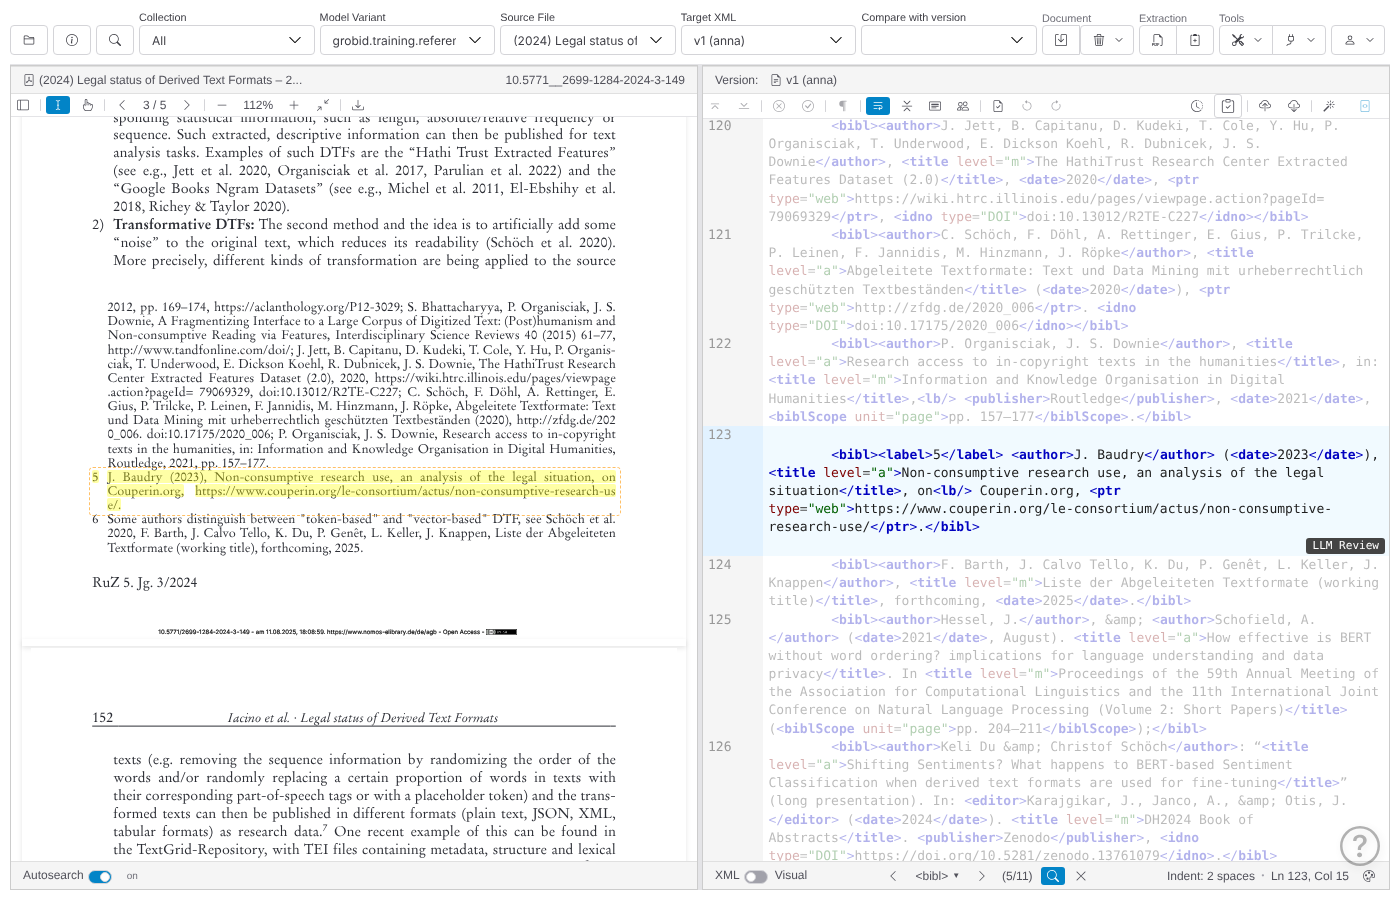 Collection
Model Variant
Source File
Target XML
Compare with version
Document
Extraction
Tools
All
grobid.training.referer
(2024) Legal status of
v1 (anna)
(2024) Legal status of Derived Text Formats – 2...
10.5771__2699-1284-2024-3-149
3 / 5
112%
sponding statistical information, such as length, absolute/relative frequency or
sequence. Such extracted, descriptive information can then be published for text
analysis tasks. Examples of such DTFs are the “Hathi Trust Extracted Features”
(see e.g., Jett et al. 2020, Organisciak et al. 2017, Parulian et al. 2022) and the
“Google Books Ngram Datasets” (see e.g., Michel et al. 2011, El-Ebshihy et al.
2018, Richey & Taylor 2020).
2) Transformative DTFs: The second method and the idea is to artificially add some
“noise” to the original text, which reduces its readability (Schöch et al. 2020).
More precisely, different kinds of transformation are being applied to the source
2012, pp. 169–174, https://aclanthology.org/P12-3029; S. Bhattacharyya, P. Organisciak, J. S.
Downie, A Fragmentizing Interface to a Large Corpus of Digitized Text: (Post)humanism and
Non-consumptive Reading via Features, Interdisciplinary Science Reviews 40 (2015) 61–77,
http://www.tandfonline.com/doi/; J. Jett, B. Capitanu, D. Kudeki, T. Cole, Y. Hu, P. Organis-
ciak, T. Underwood, E. Dickson Koehl, R. Dubnicek, J. S. Downie, The HathiTrust Research
Center Extracted Features Dataset (2.0), 2020, https://wiki.htrc.illinois.edu/pages/viewpage
.action?pageId= 79069329, doi:10.13012/R2TE-C227; C. Schöch, F. Döhl, A. Rettinger, E.
Gius, P. Trilcke, P. Leinen, F. Jannidis, M. Hinzmann, J. Röpke, Abgeleitete Textformate: Text
und Data Mining mit urheberrechtlich geschützten Textbeständen (2020), http://zfdg.de/202
0_006. doi:10.17175/2020_006; P. Organisciak, J. S. Downie, Research access to in-copyright
texts in the humanities, in: Information and Knowledge Organisation in Digital Humanities,
Routledge, 2021, pp. 157–177.
5 J. Baudry (2023), Non-consumptive research use, an analysis of the legal situation, on
Couperin.org, https://www.couperin.org/le-consortium/actus/non-consumptive-research-us
e/.
6 Some authors distinguish between "token-based" and "vector-based" DTF, see Schöch et al.
2020, F. Barth, J. Calvo Tello, K. Du, P. Genêt, L. Keller, J. Knappen, Liste der Abgeleiteten
Textformate (working title), forthcoming, 2025.
RuZ 5. Jg. 3/2024
10.5771/2699-1284-2024-3-149 - am 11.08.2025, 18:08:59. https://www.nomos-elibrary.de/de/agb - Open Access -
152
Iacino et al. · Legal status of Derived Text Formats
texts (e.g. removing the sequence information by randomizing the order of the
words and/or randomly replacing a certain proportion of words in texts with
their corresponding part-of-speech tags or with a placeholder token) and the trans-
formed texts can then be published in different formats (plain text, JSON, XML,
tabular formats) as research data.7 One recent example of this can be found in
the TextGrid-Repository, with TEI files containing metadata, structure and lexical
Autosearch on
Version: v1 (anna)
120 <bibl><author>J. Jett, B. Capitanu, D. Kudeki, T. Cole, Y. Hu, P.
Organisciak, T. Underwood, E. Dickson Koehl, R. Dubnicek, J. S.
Downie</author>, <title level="m">The HathiTrust Research Center Extracted
Features Dataset (2.0)</title>, <date>2020</date>, <ptr
type="web">https://wiki.htrc.illinois.edu/pages/viewpage.action?pageId=
79069329</ptr>, <idno type="DOI">doi:10.13012/R2TE-C227</idno></bibl>
121 <bibl><author>C. Schöch, F. Döhl, A. Rettinger, E. Gius, P. Trilcke,
P. Leinen, F. Jannidis, M. Hinzmann, J. Röpke</author>, <title
level="a">Abgeleitete Textformate: Text und Data Mining mit urheberrechtlich
geschützten Textbeständen</title> (<date>2020</date>), <ptr
type="web">http://zfdg.de/2020_006</ptr>. <idno
type="DOI">doi:10.17175/2020_006</idno></bibl>
122 <bibl><author>P. Organisciak, J. S. Downie</author>, <title
level="a">Research access to in-copyright texts in the humanities</title>, in:
<title level="m">Information and Knowledge Organisation in Digital
Humanities</title>,<lb/> <publisher>Routledge</publisher>, <date>2021</date>,
<biblScope unit="page">pp. 157–177</biblScope>.</bibl>
123
<bibl><label>5</label> <author>J. Baudry</author> (<date>2023</date>),
<title level="a">Non-consumptive research use, an analysis of the legal
situation</title>, on<lb/> Couperin.org, <ptr
type="web">https://www.couperin.org/le-consortium/actus/non-consumptive-
research-use/</ptr>.</bibl>
LLM Review
124 <bibl><author>F. Barth, J. Calvo Tello, K. Du, P. Genêt, L. Keller, J.
Knappen</author>, <title level="m">Liste der Abgeleiteten Textformate (working
title)</title>, forthcoming, <date>2025</date>.</bibl>
125 <bibl><author>Hessel, J.</author>, &amp; <author>Schofield, A.
</author> (<date>2021</date>, August). <title level="a">How effective is BERT
without word ordering? implications for language understanding and data
privacy</title>. In <title level="m">Proceedings of the 59th Annual Meeting of
the Association for Computational Linguistics and the 11th International Joint
Conference on Natural Language Processing (Volume 2: Short Papers)</title>
(<biblScope unit="page">pp. 204–211</biblScope>);</bibl>
126 <bibl><author>Keli Du &amp; Christof Schöch</author>: “<title
level="a">Shifting Sentiments? What happens to BERT-based Sentiment
Classification when derived text formats are used for fine-tuning</title>”
(long presentation). In: <editor>Karajgikar, J., Janco, A., &amp; Otis, J.
</editor> (<date>2024</date>). <title level="m">DH2024 Book of
Abstracts</title>. <publisher>Zenodo</publisher>, <idno
type="DOI">https://doi.org/10.5281/zenodo.13761079</idno>.</bibl>
?
XML Visual
<bibl>
(5/11)
Indent: 2 spaces · Ln 123, Col 15